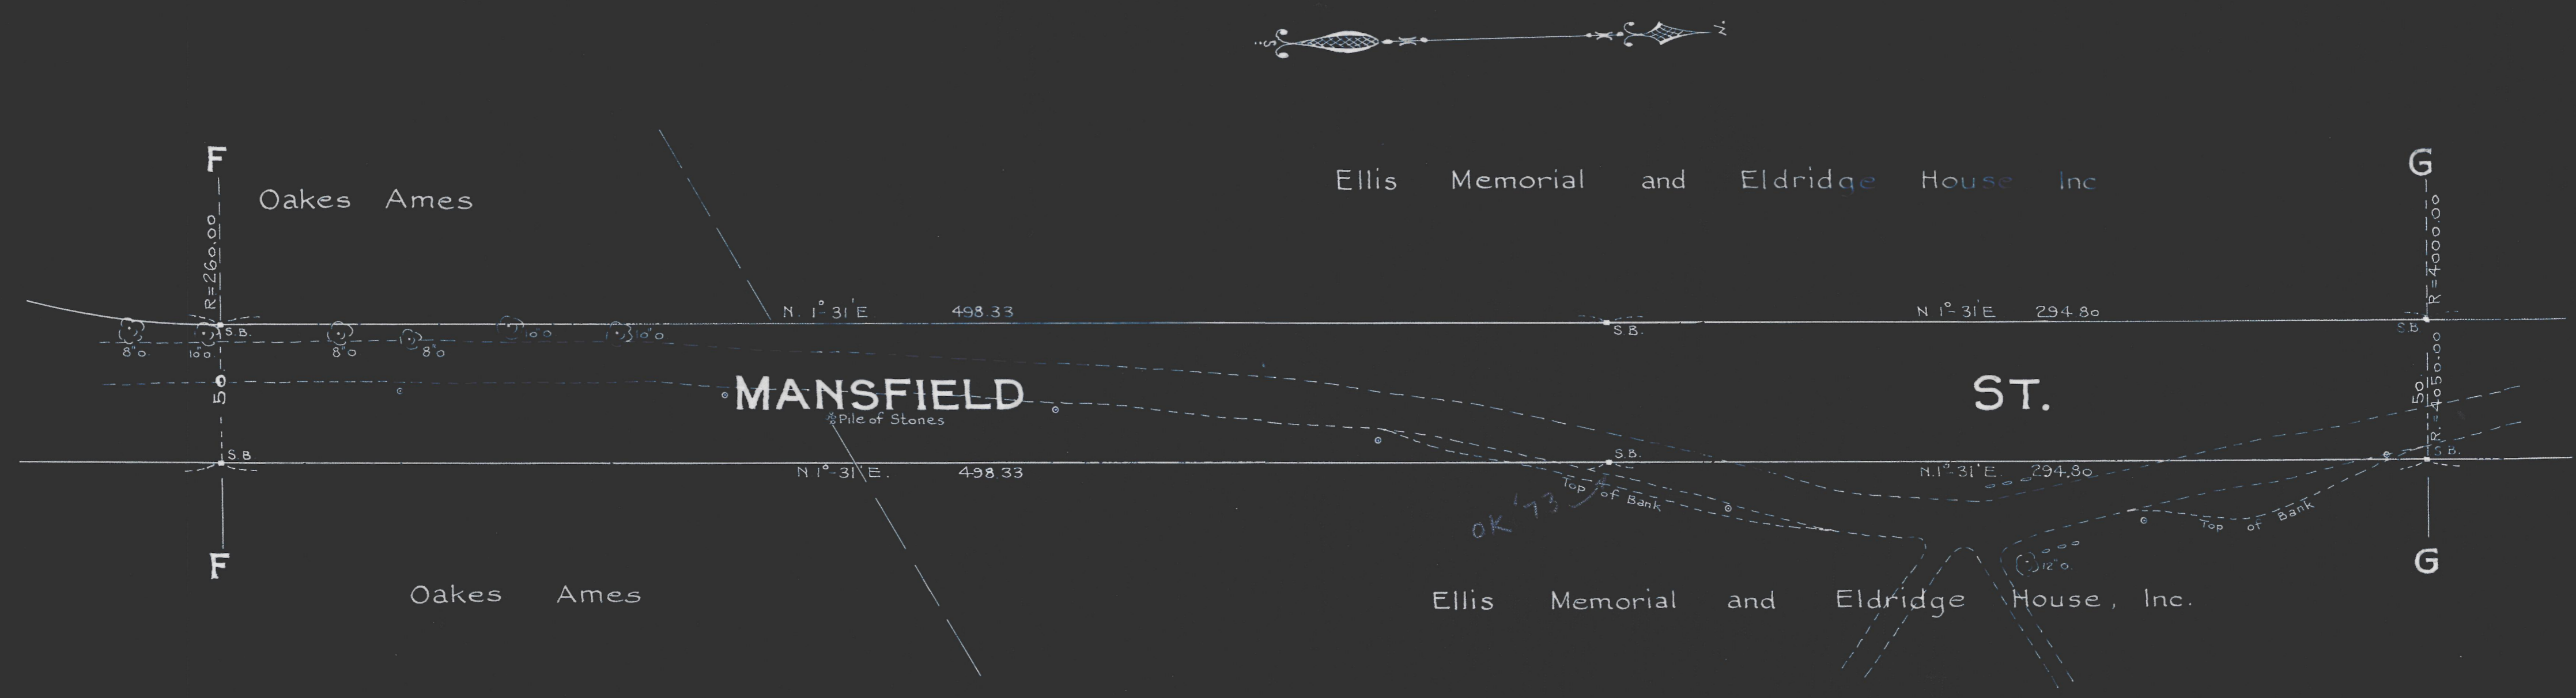 S. N.
F G
Ellis Memorial and Eldridge House Inc
Oakes Ames
R=260.00 R=4000.00
N. 1°-31'E 498.33 N 1°-31'E 294.80
S.B. S.B. S.B.
8"o 10"o 8"o 8"o 10"o 10"o
50 MANSFIELD ST. 50 R.=4050.00
Pile of Stones
S.B S.B. S.B.
N 1°-31'E. 498.33 N.1°-31'E 294.80
Top of Bank
OK '73
Top of Bank
F G
12"o.
Oakes Ames Ellis Memorial and Eldridge House, Inc.